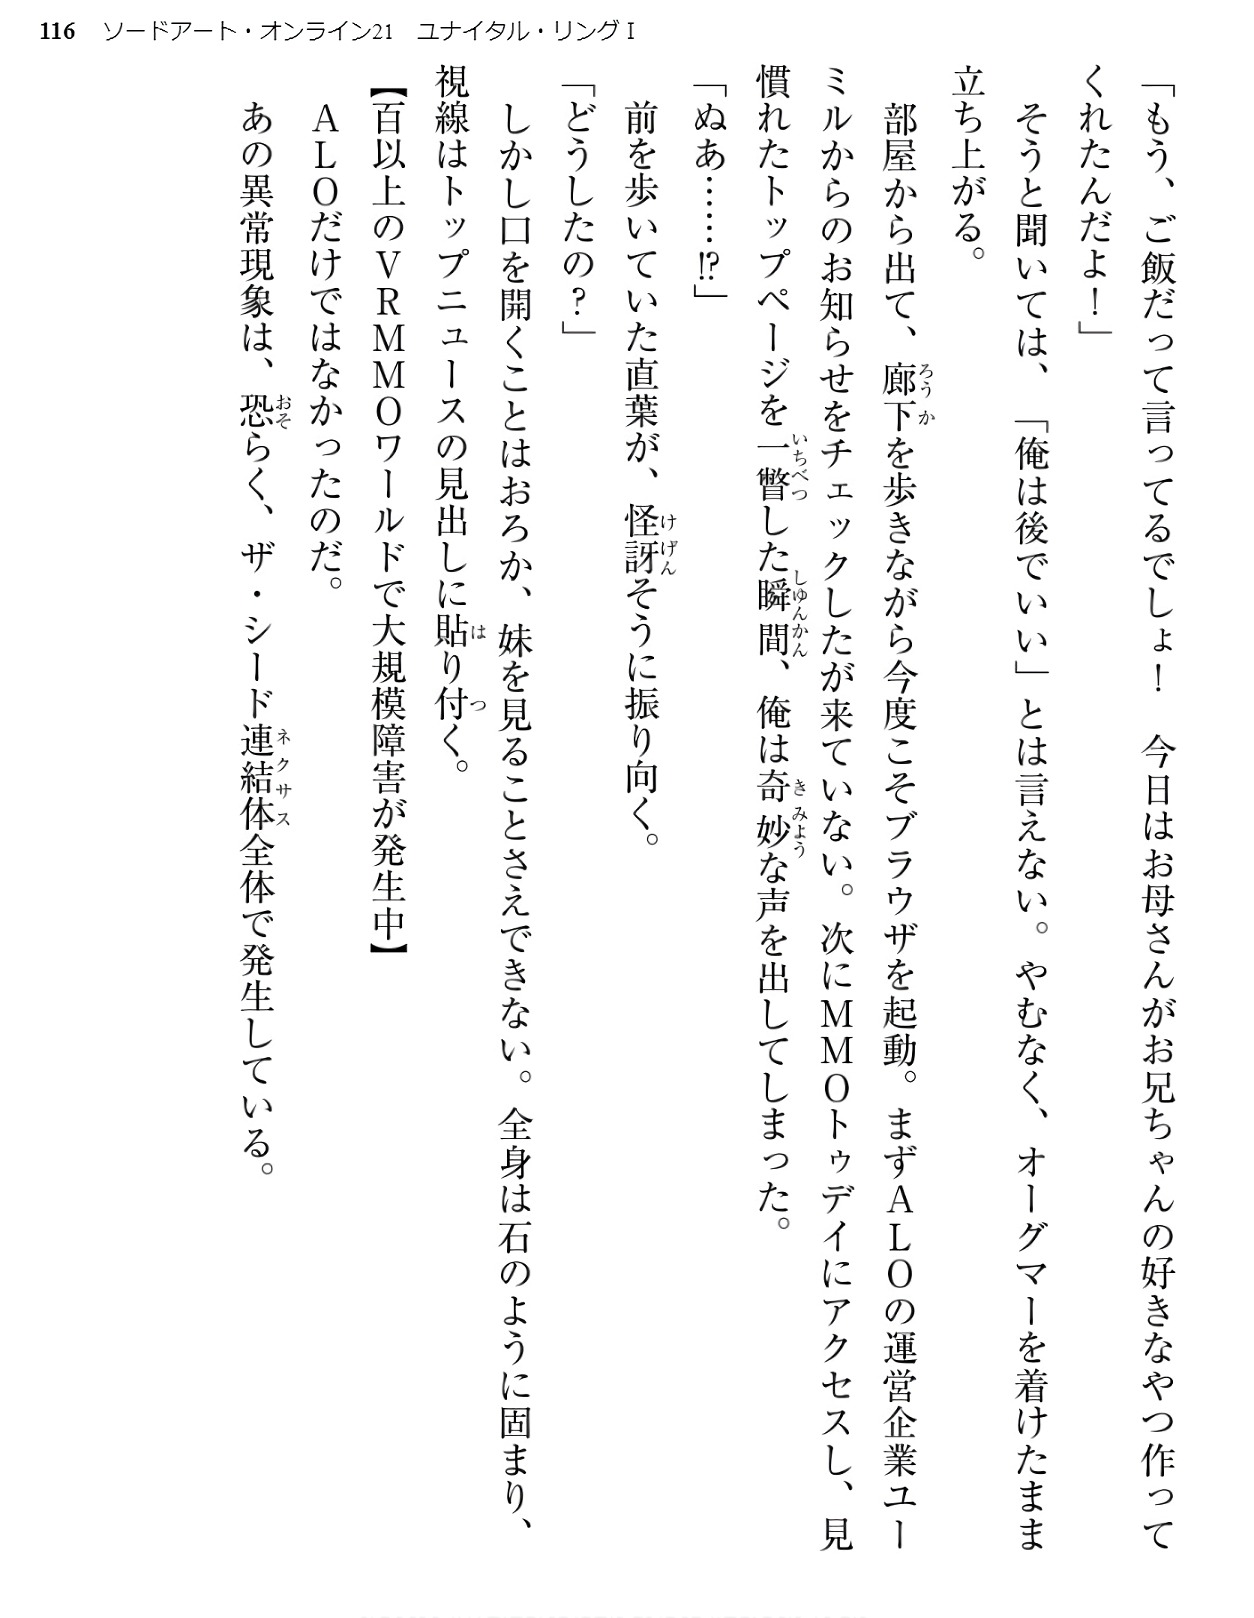 116 ソードアート・オンライン21 ユナイタル・リングⅠ
「もう、ご飯だって言ってるでしょ！　今日はお母さんがお兄ちゃんの好きなやつ作って
くれたんだよ！」
　そうと聞いては、「俺は後でいい」とは言えない。やむなく、オーグマーを着けたまま
立ち上がる。
　部屋から出て、廊下を歩きながら今度こそブラウザを起動。まずＡＬＯの運営企業ユー
ミルからのお知らせをチェックしたが来ていない。次にＭＭＯトゥデイにアクセスし、見
慣れたトップページを一瞥した瞬間、俺は奇妙な声を出してしまった。
「ぬあ……⁉」
　前を歩いていた直葉が、怪訝そうに振り向く。
「どうしたの？」
　しかし口を開くことはおろか、妹を見ることさえできない。全身は石のように固まり、
視線はトップニュースの見出しに貼り付く。
【百以上のＶＲＭＭＯワールドで大規模障害が発生中】
　ＡＬＯだけではなかったのだ。
　あの異常現象は、恐らく、ザ・シード連結体全体で発生している。